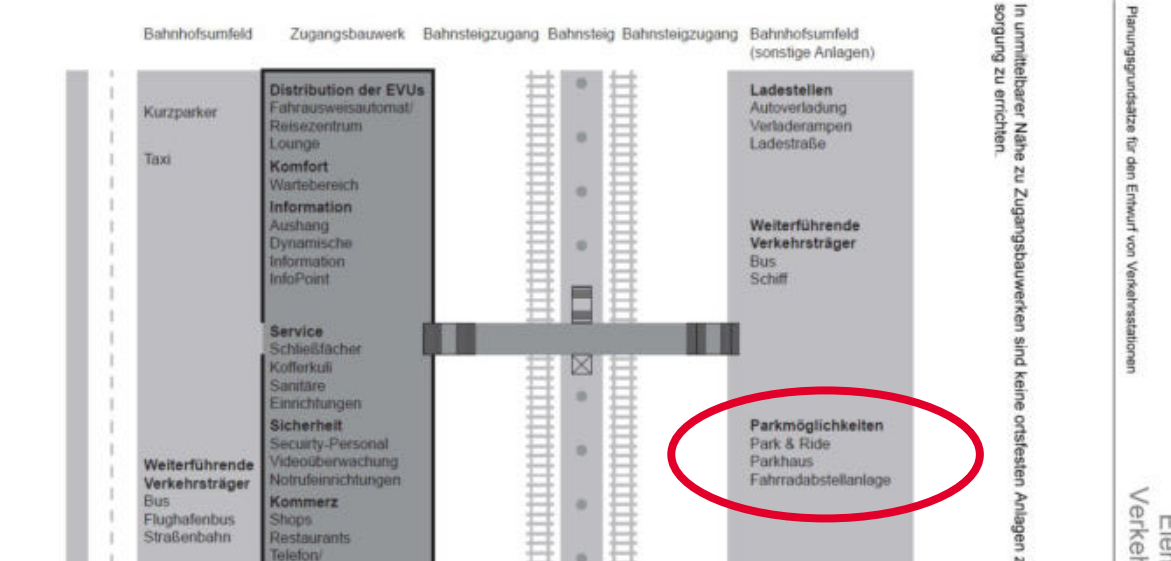 Bahnhofsumfeld
Zugangsbauwerk
Bahnsteigzugang
Bahnsteig
Bahnsteigzugang
Bahnhofsumfeld
(sonstige Anlagen)
Kurzparker
Taxi
Weiterführende
Verkehrsträger
Bus
Flughafenbus
Straßenbahn
Distribution der EVUs
Fahrausweisautomat/
Reisezentrum
Lounge
Komfort
Wartebereich
Information
Aushang
Dynamische
Information
InfoPoint
Service
Schließfächer
Kofferkuli
Sanitäre
Einrichtungen
Sicherheit
Secuirty-Personal
Videoüberwachung
Notrufeinrichtungen
Kommerz
Shops
Restaurants
Telefon/
Ladestellen
Autoverladung
Verladerampen
Ladestraße
Weiterführende
Verkehrsträger
Bus
Schiff
Parkmöglichkeiten
Park & Ride
Parkhaus
Fahrradabstellanlage
In unmittelbarer Nähe zu Zugangsbauwerken sind keine ortsfesten Anlagen
sorgung zu errichten.
Planungsgrundsätze für den Entwurf von Verkehrsstationen